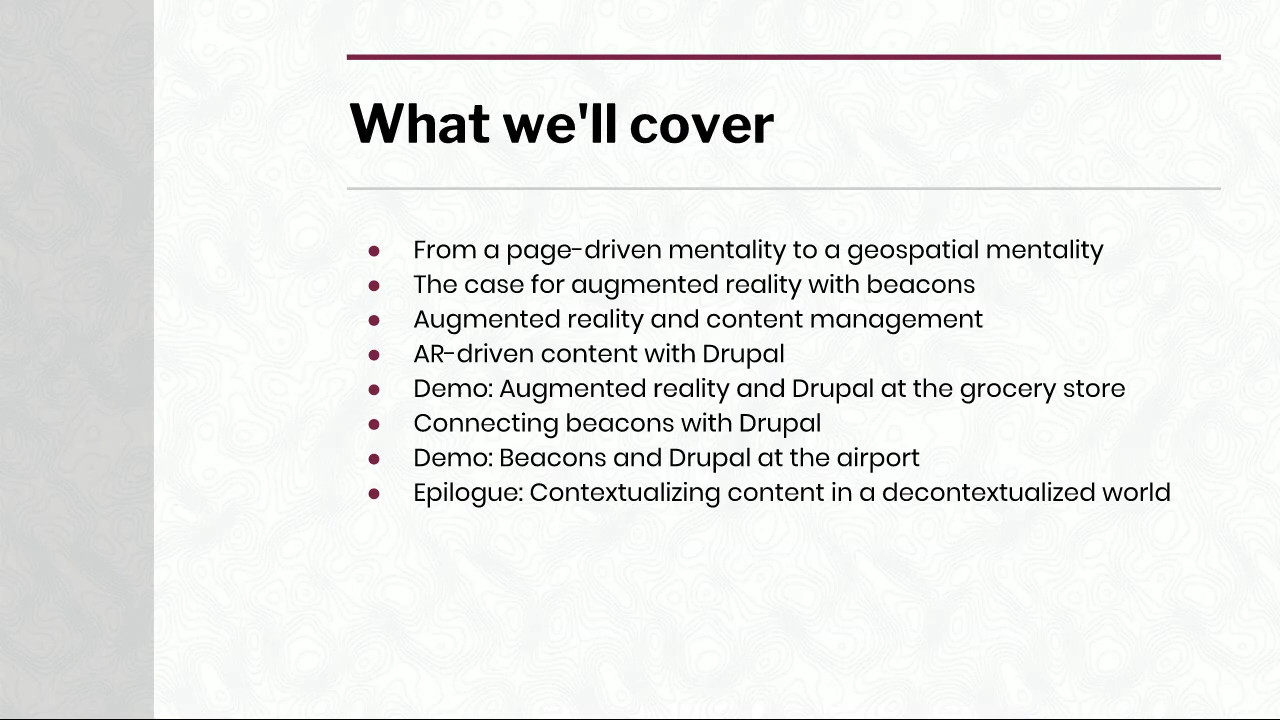 What we'll cover
● From a page-driven mentality to a geospatial mentality
● The case for augmented reality with beacons
● Augmented reality and content management
● AR-driven content with Drupal
● Demo: Augmented reality and Drupal at the grocery store
● Connecting beacons with Drupal
● Demo: Beacons and Drupal at the airport
● Epilogue: Contextualizing content in a decontextualized world